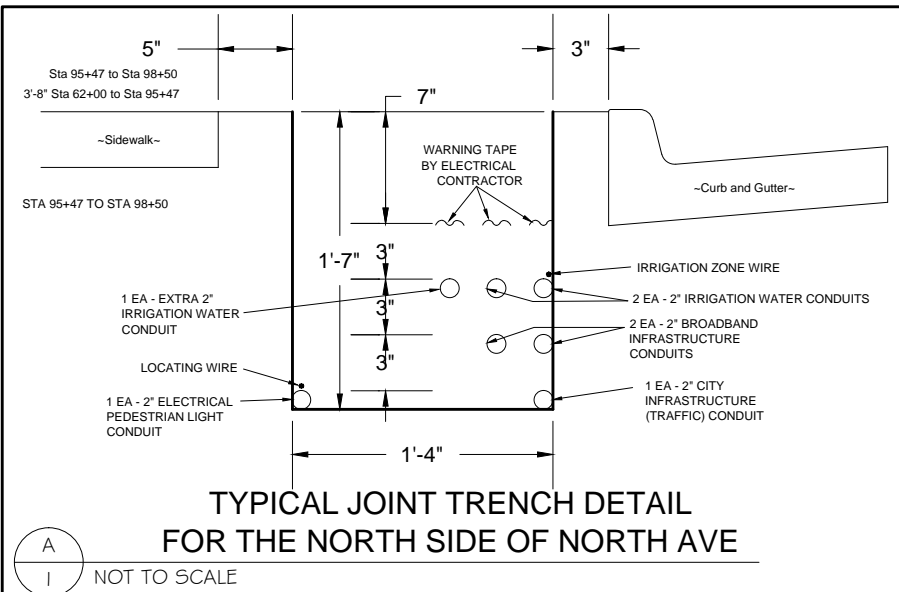 5"
3"
Sta 95+47 to Sta 98+50
3'-8" Sta 62+00 to Sta 95+47
7"
~Sidewalk~
WARNING TAPE
BY ELECTRICAL
CONTRACTOR
~Curb and Gutter~
STA 95+47 TO STA 98+50
1'-7"
3"
IRRIGATION ZONE WIRE
1 EA - EXTRA 2"
IRRIGATION WATER
CONDUIT
3"
2 EA - 2" IRRIGATION WATER CONDUITS
2 EA - 2" BROADBAND
INFRASTRUCTURE
CONDUITS
LOCATING WIRE
3"
1 EA - 2" ELECTRICAL
PEDESTRIAN LIGHT
CONDUIT
1 EA - 2" CITY
INFRASTRUCTURE
(TRAFFIC) CONDUIT
1'-4"
TYPICAL JOINT TRENCH DETAIL
FOR THE NORTH SIDE OF NORTH AVE
A
1
NOT TO SCALE